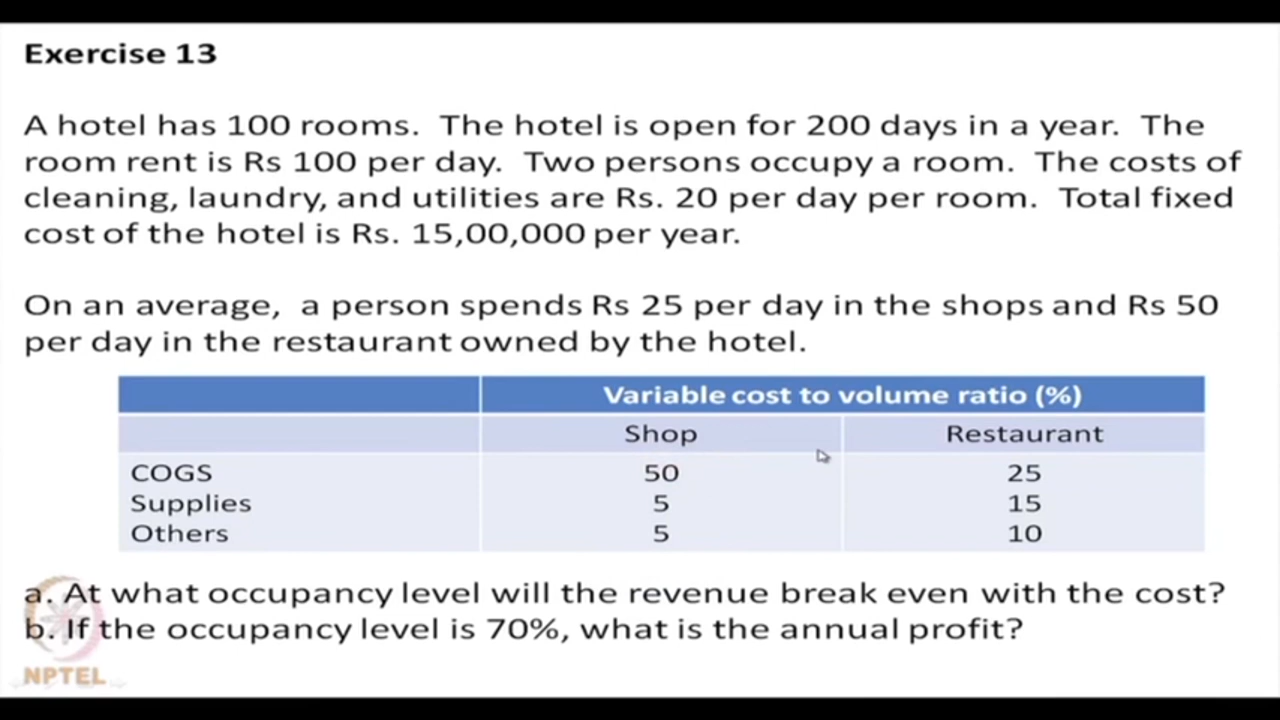 Exercise 13
A hotel has 100 rooms. The hotel is open for 200 days in a year. The
room rent is Rs 100 per day. Two persons occupy a room. The costs of
cleaning, laundry, and utilities are Rs. 20 per day per room. Total fixed
cost of the hotel is Rs. 15,00,000 per year.
On an average, a person spends Rs 25 per day in the shops and Rs 50
per day in the restaurant owned by the hotel.
Variable cost to volume ratio (%)
Shop Restaurant
COGS 50 25
Supplies 5 15
Others 5 10
a. At what occupancy level will the revenue break even with the cost?
b. If the occupancy level is 70%, what is the annual profit?
NPTEL